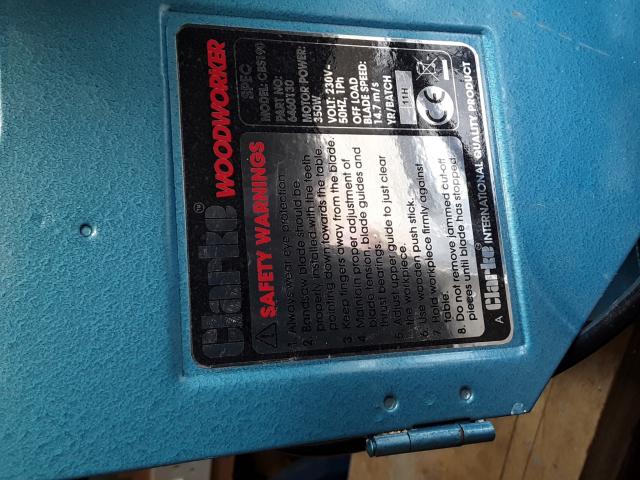 Clarke™ WOODWORKER
⚠ SAFETY WARNINGS
1. Always wear eye protection.
2. Bandsaw blade should be
properly installed with the teeth
pointing down towards the table.
3. Keep fingers away from the blade.
4. Maintain proper adjustment of
blade tension, blade guides and
thrust bearings.
5. Adjust upper guide to just clear
the workpiece.
6. Use wooden push stick.
7. Hold workpiece firmly against
table.
8. Do not remove jammed cut-off
pieces until blade has stopped.
SPEC
MODEL: CBS190
PART NO:
6460130
MOTOR POWER:
350W
VOLT: 230V~
50HZ, 1Ph
OFF LOAD
BLADE SPEED:
14.7 m/s
YR/BATCH
11H
CE
A Clarke® INTERNATIONAL QUALITY PRODUCT